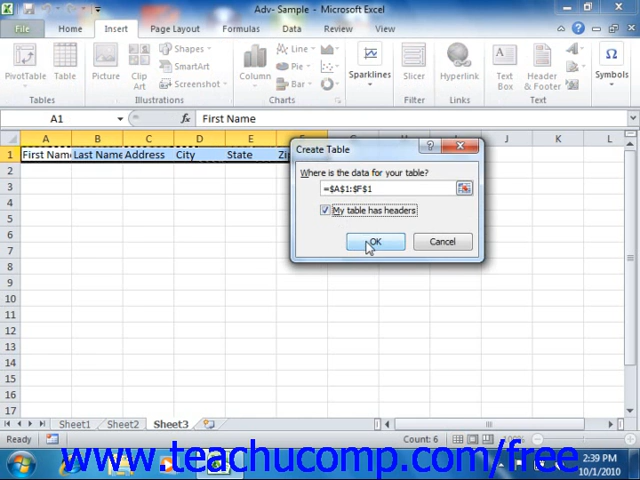 Adv- Sample - Microsoft Excel
File Home Insert Page Layout Formulas Data Review View
PivotTable Table Picture Clip Art Shapes SmartArt Screenshot Column Line Pie Bar Sparklines Slicer Hyperlink Text Box Header & Footer Symbols
Tables Illustrations Charts Filter Links Text
A1 fx First Name
A B C D E F G H I J K L
1 First Name Last Name Address City State
2
3
4
5
6
7
8
9
10
11
12
13
14
15
16
17
Create Table
Where is the data for your table?
=$A$1:$F$1
My table has headers
OK Cancel
Sheet1 Sheet2 Sheet3
Ready Count: 6 100%
www.teachucomp.com/free
2:39 PM
10/1/2010